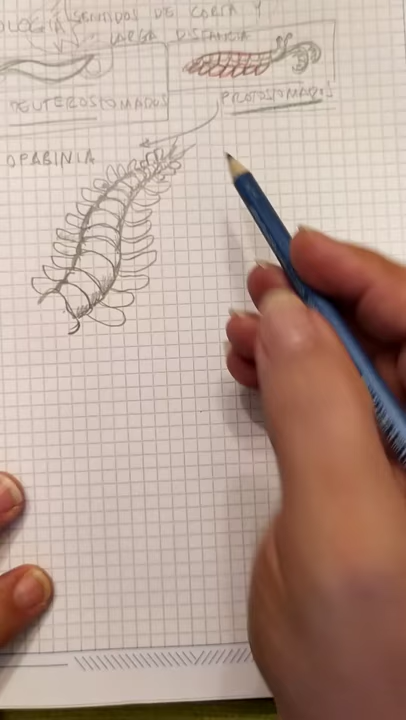 SENTIDOS DE CORTA Y
LARGA DISTANCIA
DEUTEROSTOMADOS
PROTOSTOMADOS
OPABINIA